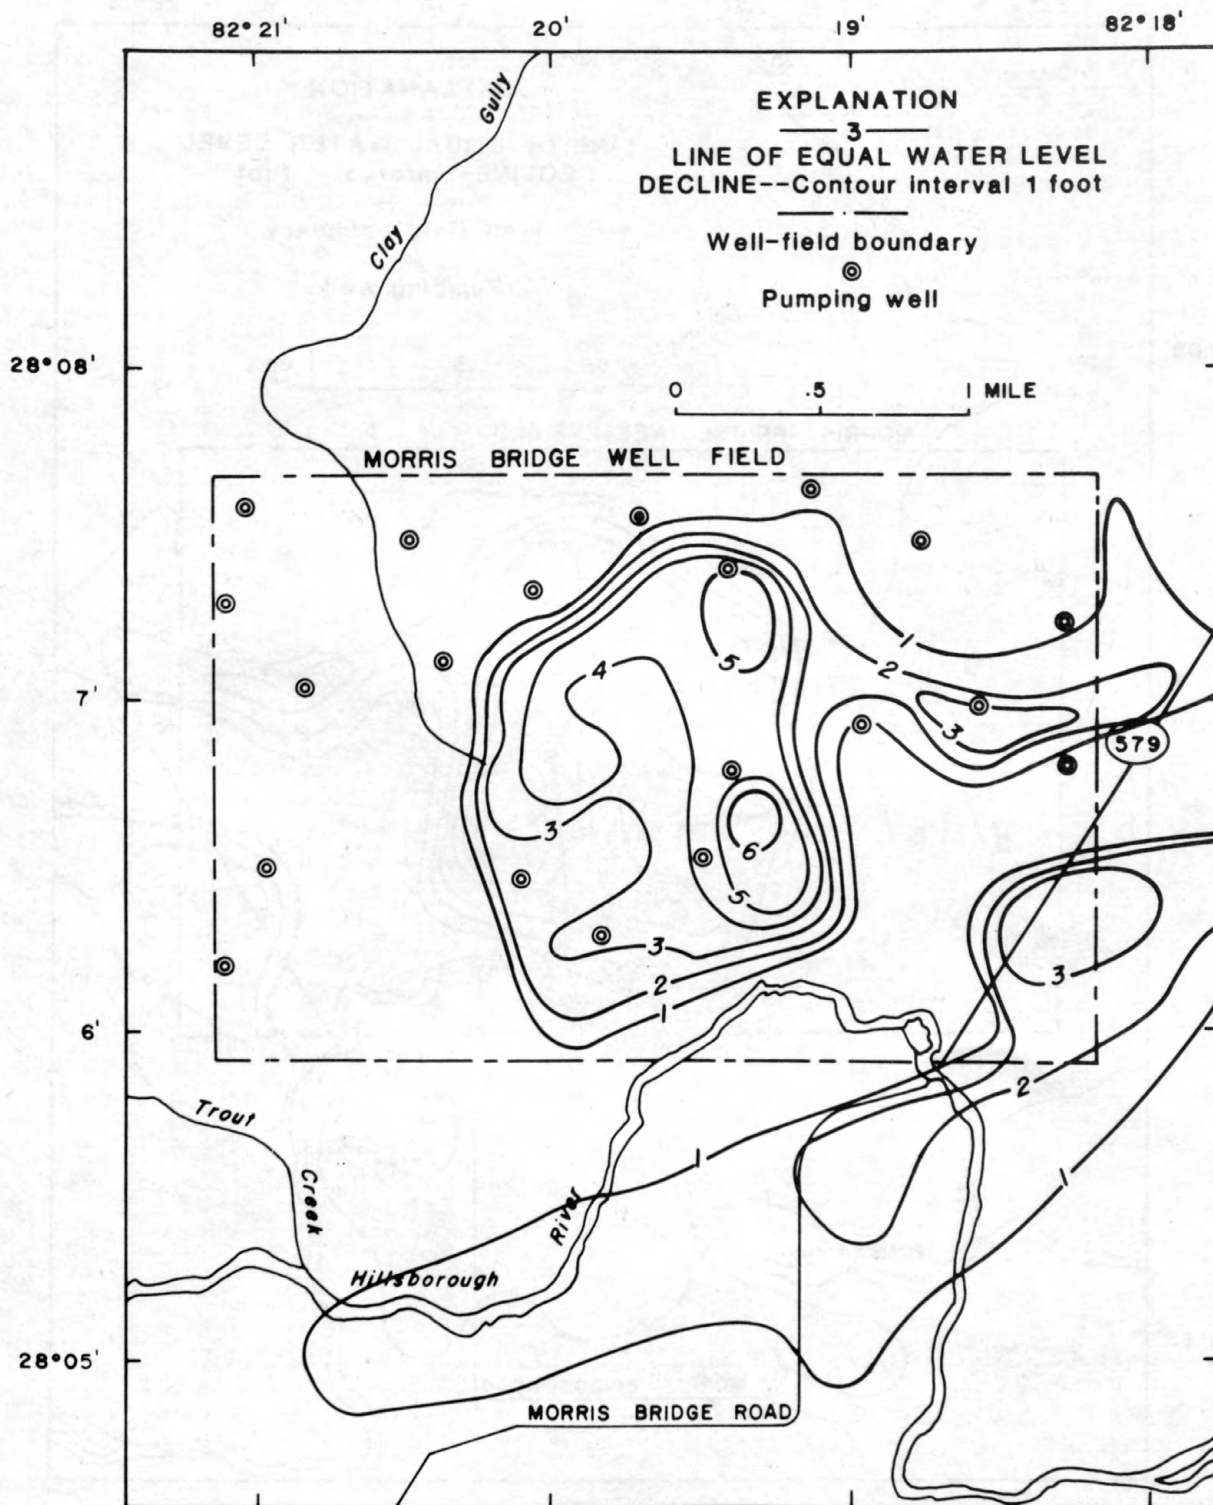 82°21' 20' 19' 82°18'
Gully
Clay
EXPLANATION
3
LINE OF EQUAL WATER LEVEL
DECLINE--Contour interval 1 foot
Well-field boundary
Pumping well
28°08'
0 .5 1 MILE
MORRIS BRIDGE WELL FIELD
1
2
4
5
7'
3
579
3
6
5
3
3
2
1
6'
2
Trout
Creek
1
1
River
Hillsborough
28°05'
MORRIS BRIDGE ROAD